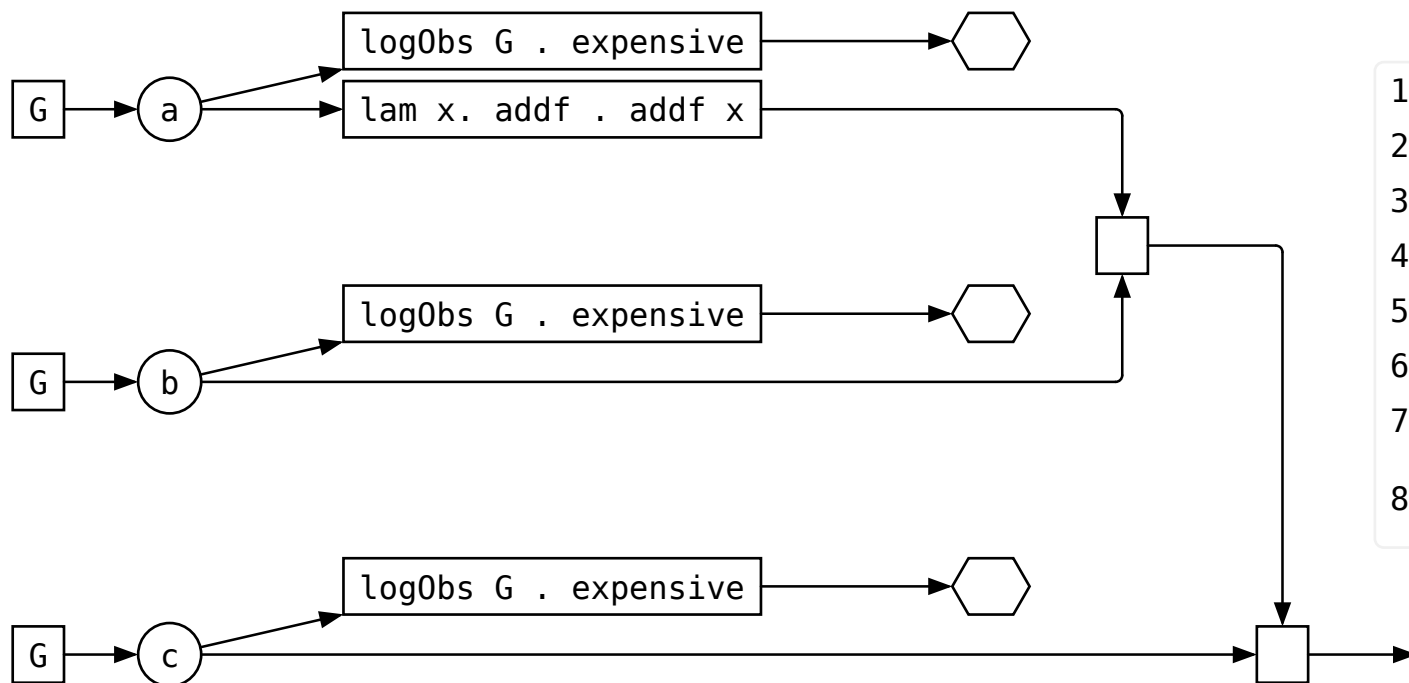 logObs G . expensive
G
a
lam x. addf . addf x
logObs G . expensive
G
b
logObs G . expensive
G
c
1
2
3
4
5
6
7
8